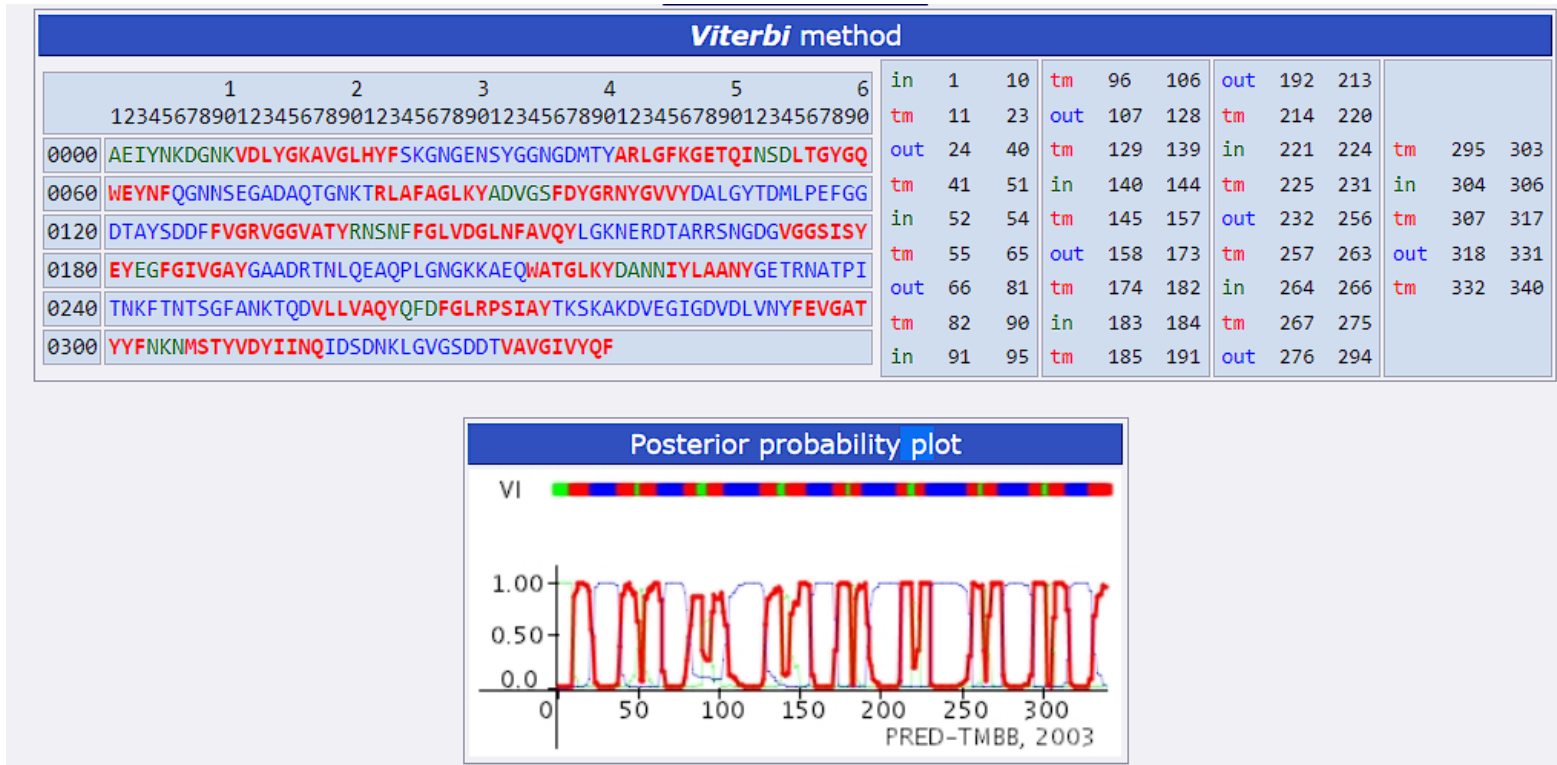 Viterbi method
1 2 3 4 5 6
123456789012345678901234567890123456789012345678901234567890
0000 AEIYNKDGNKVDLYGKAVGLHYFSKGNGENSYGGNGDMTYARLGFKGETQINSDLTGYGQ
0060 WEYNFQGNNSEGADAQTGNKTRLAFAGLKYADVGSFDYGRNYGVVYDALGYTDMLPEFGG
0120 DTAYSDDFFVGRVGGVATYRNSNFFGLVDGLNFAVQYLGKNERDTARRSNGDGVGGSISY
0180 EYEGFGIVGAYGAADRTNLQEAQPLGNGKKAEQWATGLKYDANNIYLAANYGETRNATPI
0240 TNKFTNTSGFANKTQDVLLVAQYQFDFGLRPSIAYTKSKAKDVEGIGDVDLVNYFEVGAT
0300 YYFNKNMSTYVDYIINQIDSDNKLGVGSDDTVAVGIVYQF
in 1 10
tm 11 23
out 24 40
tm 41 51
in 52 54
tm 55 65
out 66 81
tm 82 90
in 91 95
tm 96 106
out 107 128
tm 129 139
in 140 144
tm 145 157
out 158 173
tm 174 182
in 183 184
tm 185 191
out 192 213
tm 214 220
in 221 224
tm 225 231
out 232 256
tm 257 263
in 264 266
tm 267 275
out 276 294
tm 295 303
in 304 306
tm 307 317
out 318 331
tm 332 340
Posterior probability plot
VI
1.00
0.50
0.0
0 50 100 150 200 250 300
PRED-TMBB, 2003